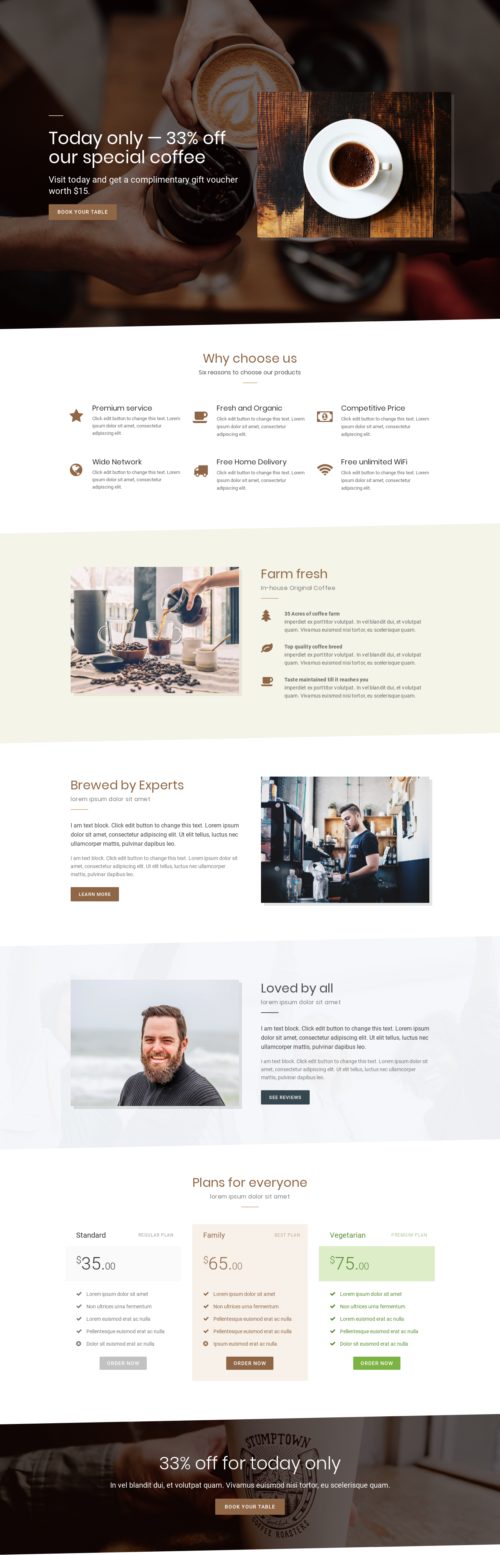 Today only — 33% off
our special coffee
Visit today and get a complimentary gift voucher
worth $15.
BOOK YOUR TABLE
Why choose us
Six reasons to choose our products
Premium service
Click edit button to change this text. Lorem
ipsum dolor sit amet, consectetur
adipiscing elit.
Fresh and Organic
Click edit button to change this text. Lorem
ipsum dolor sit amet, consectetur
adipiscing elit.
Competitive Price
Click edit button to change this text. Lorem
ipsum dolor sit amet, consectetur
adipiscing elit.
Wide Network
Click edit button to change this text. Lorem
ipsum dolor sit amet, consectetur
adipiscing elit.
Free Home Delivery
Click edit button to change this text. Lorem
ipsum dolor sit amet, consectetur
adipiscing elit.
Free unlimited WiFi
Click edit button to change this text. Lorem
ipsum dolor sit amet, consectetur
adipiscing elit.
Farm fresh
In-house Original Coffee
35 Acres of coffee farm
imperdiet ex porttitor volutpat. In vel blandit dui, et volutpat
quam. Vivamus euismod nisi tortor, eu scelerisque quam.
Top quality coffee breed
imperdiet ex porttitor volutpat. In vel blandit dui, et volutpat
quam. Vivamus euismod nisi tortor, eu scelerisque quam.
Taste maintained till it reaches you
imperdiet ex porttitor volutpat. In vel blandit dui, et volutpat
quam. Vivamus euismod nisi tortor, eu scelerisque quam.
Brewed by Experts
lorem ipsum dolor sit amet
I am text block. Click edit button to change this text. Lorem ipsum
dolor sit amet, consectetur adipiscing elit. Ut elit tellus, luctus nec
ullamcorper mattis, pulvinar dapibus leo.
I am text block. Click edit button to change this text. Lorem ipsum dolor sit
amet, consectetur adipiscing elit. Ut elit tellus, luctus nec ullamcorper
mattis, pulvinar dapibus leo.
LEARN MORE
Loved by all
lorem ipsum dolor sit amet
I am text block. Click edit button to change this text. Lorem ipsum
dolor sit amet, consectetur adipiscing elit. Ut elit tellus, luctus nec
ullamcorper mattis, pulvinar dapibus leo.
I am text block. Click edit button to change this text. Lorem ipsum dolor sit
amet, consectetur adipiscing elit. Ut elit tellus, luctus nec ullamcorper
mattis, pulvinar dapibus leo.
SEE REVIEWS
Plans for everyone
lorem ipsum dolor sit amet
Standard
REGULAR PLAN
$35.00
Lorem ipsum dolor sit amet
Non ultrices urna fermentum
Lorem euismod erat ac nulla
Pellentesque euismod erat ac nulla
Dolor sit euismod erat ac nulla.
ORDER NOW
Family
BEST PLAN
$65.00
Lorem ipsum dolor sit amet
Non ultrices urna fermentum
Pellentesque euismod erat ac nulla
Pellentesque euismod erat ac nulla
Ipsum euismod erat ac nulla.
ORDER NOW
Vegetarian
PREMIUM PLAN
$75.00
Lorem ipsum dolor sit amet
Non ultrices urna fermentum
Lorem euismod erat ac nulla
Pellentesque euismod erat ac nulla
Dolor sit euismod erat ac nulla.
ORDER NOW
STUMPTOWN
33% off for today only
In vel blandit dui, et volutpat quam. Vivamus euismod nisi tortor, eu scelerisque quam.
BOOK YOUR TABLE
COFFEE ROASTERS